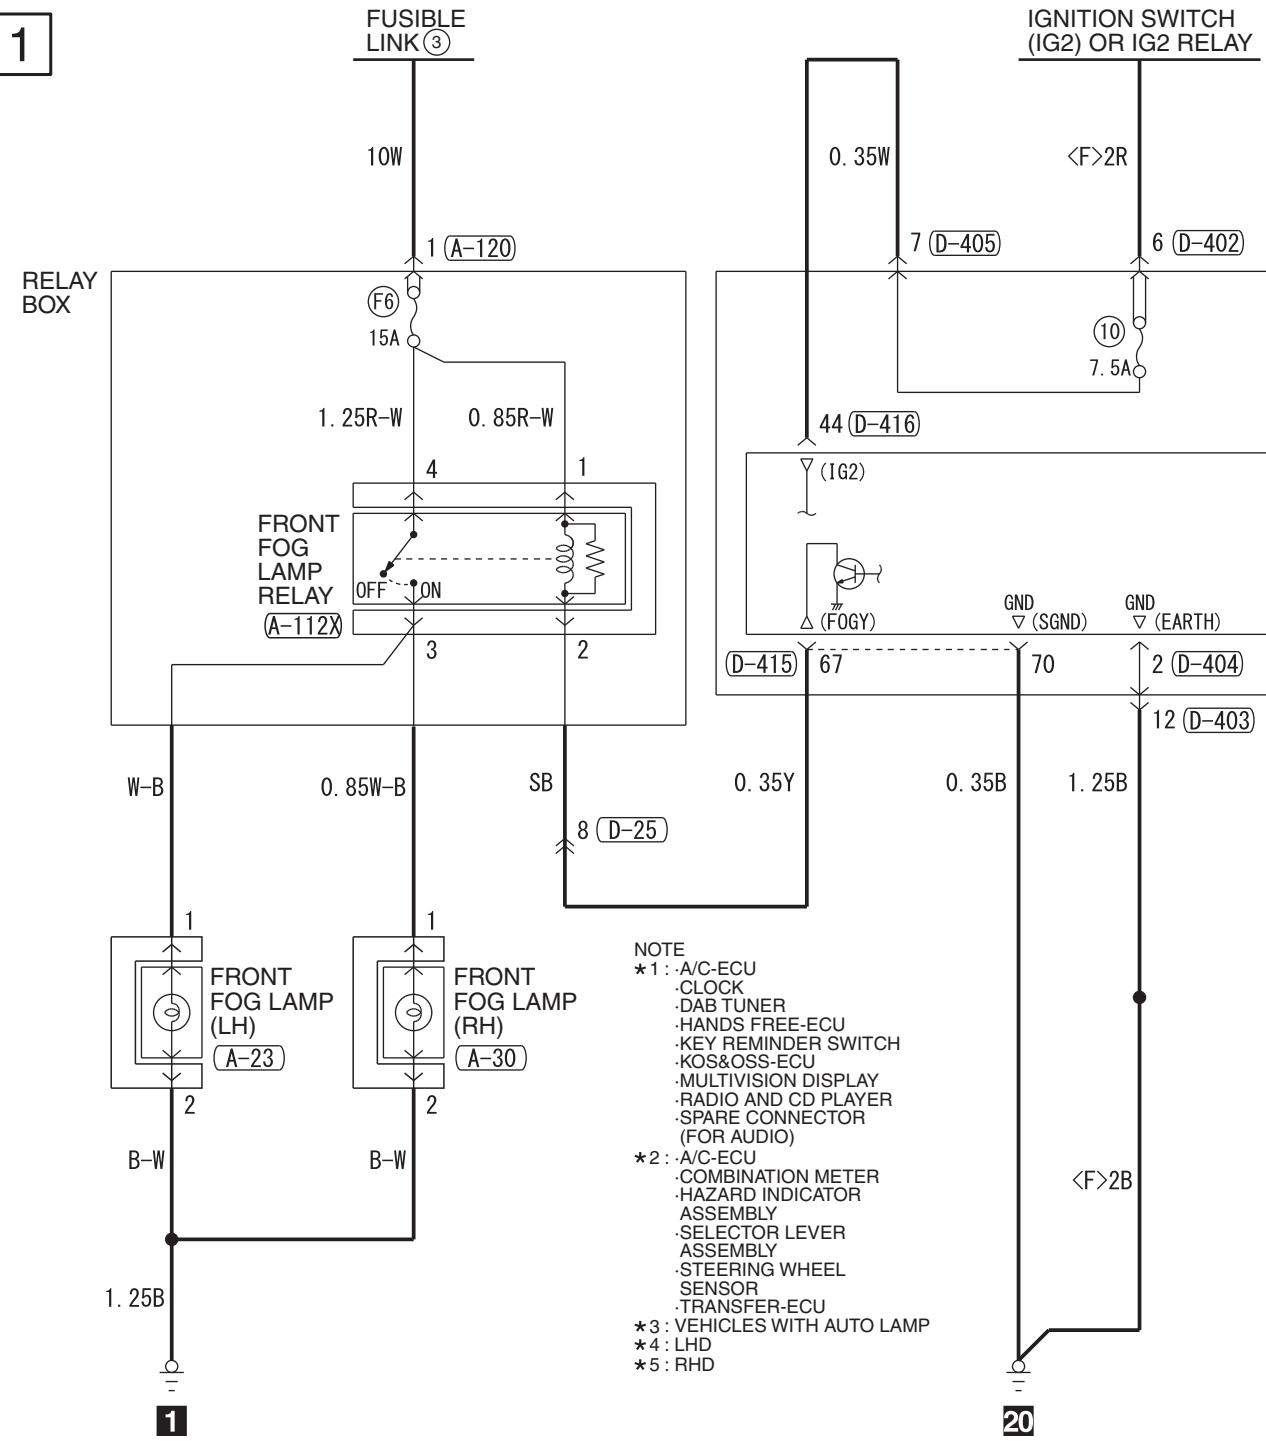 1
FUSIBLE
LINK 3
IGNITION SWITCH
(IG2) OR IG2 RELAY
10W
0.35W
<F>2R
1 A-120
7 D-405
6 D-402
RELAY
BOX
F6
15A
10
7.5A
1.25R-W
0.85R-W
44 D-416
4
1
(IG2)
FRONT
FOG
LAMP
RELAY
A-112X
OFF
ON
(FOGY)
GND
(SGND)
GND
(EARTH)
3
2
D-415 67
70
2 D-404
12 D-403
W-B
0.85W-B
SB
0.35Y
0.35B
1.25B
8 D-25
1
1
FRONT
FOG LAMP
(LH)
A-23
FRONT
FOG LAMP
(RH)
A-30
2
2
B-W
B-W
<F>2B
1.25B
NOTE
*1 : ·A/C-ECU
·CLOCK
·DAB TUNER
·HANDS FREE-ECU
·KEY REMINDER SWITCH
·KOS&OSS-ECU
·MULTIVISION DISPLAY
·RADIO AND CD PLAYER
·SPARE CONNECTOR
(FOR AUDIO)
*2 : ·A/C-ECU
·COMBINATION METER
·HAZARD INDICATOR
ASSEMBLY
·SELECTOR LEVER
ASSEMBLY
·STEERING WHEEL
SENSOR
·TRANSFER-ECU
*3 : VEHICLES WITH AUTO LAMP
*4 : LHD
*5 : RHD
1
20